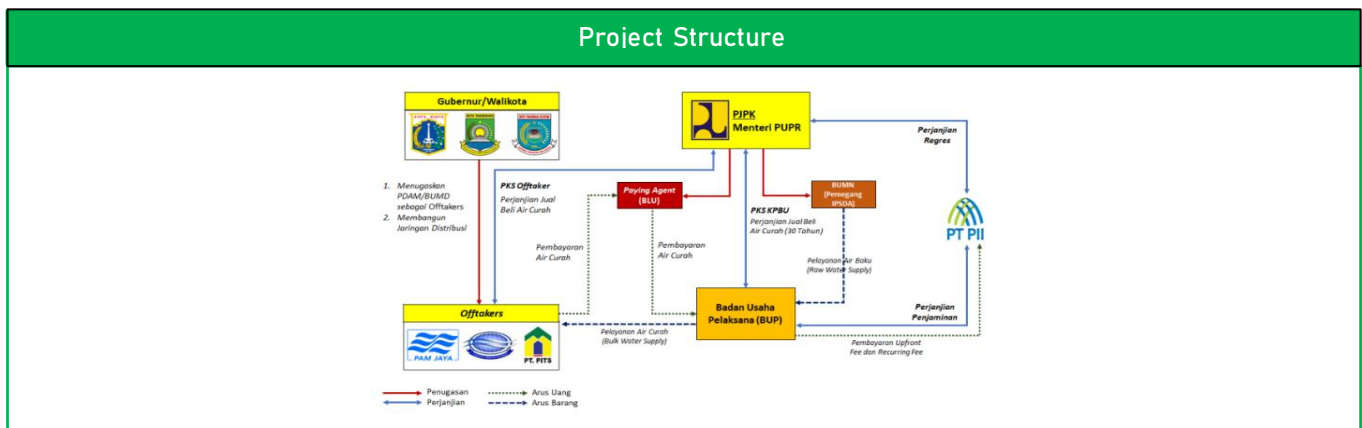 Project Structure
Gubernur/Walikota
JAYA RAYA
1. Menugaskan
PDAM/BUMD
sebagai Offtakers
2. Membangun
Jaringan Distribusi
PKS Offtaker
Perjanjian Jual
Beli Air Curah
Pembayaran
Air Curah
Paying Agent
(BLU)
Pembayaran
Air Curah
PJPK
Menteri PUPR
PKS KPBU
Perjanjian Jual Beli
Air Curah (30 Tahun)
BUMN
(Pemegang
IPSDA)
Pelayanan Air Baku
(Raw Water Supply)
Perjanjian
Regres
PT PII
Perjanjian
Penjaminan
Offtakers
PAM JAYA
PT. PITS
Pelayanan Air Curah
(Bulk Water Supply)
Badan Usaha
Pelaksana (BUP)
Pembayaran Upfront
Fee dan Recurring Fee
Penugasan
Arus Uang
Perjanjian
Arus Barang